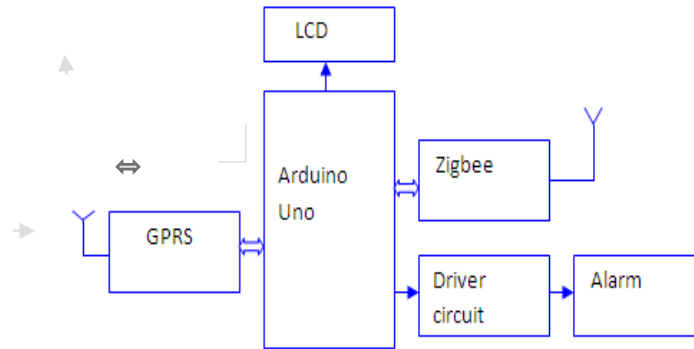 LCD
Arduino
Uno
Zigbee
GPRS
Driver
circuit
Alarm